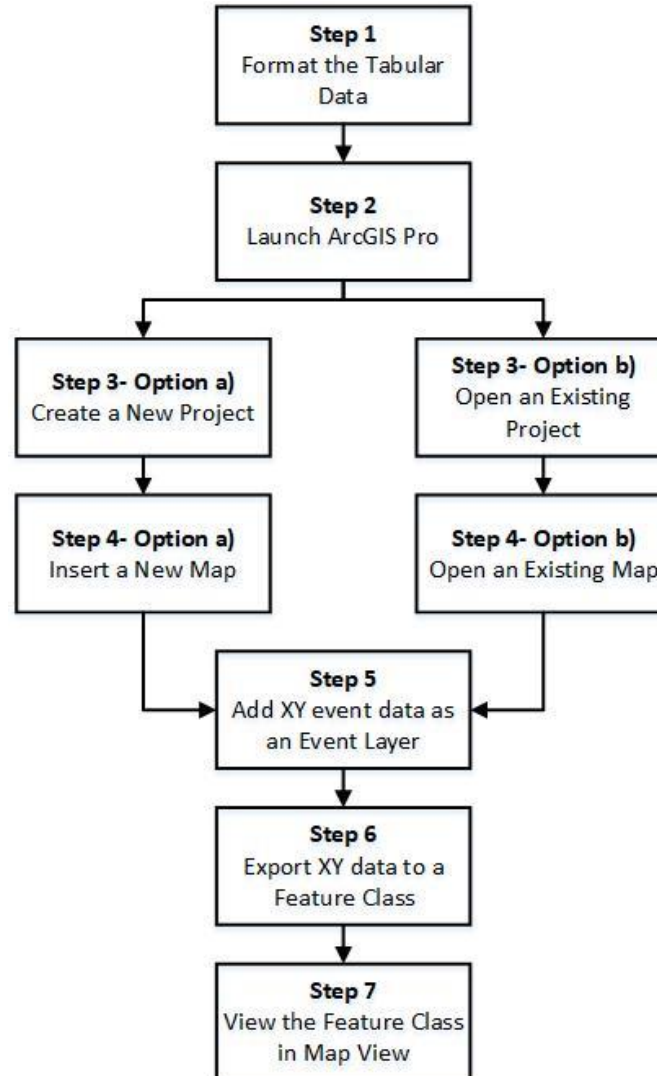 Step 1
Format the Tabular
Data
Step 2
Launch ArcGIS Pro
Step 3- Option a)
Create a New Project
Step 3- Option b)
Open an Existing
Project
Step 4- Option a)
Insert a New Map
Step 4- Option b)
Open an Existing Map
Step 5
Add XY event data as
an Event Layer
Step 6
Export XY data to a
Feature Class
Step 7
View the Feature Class
in Map View